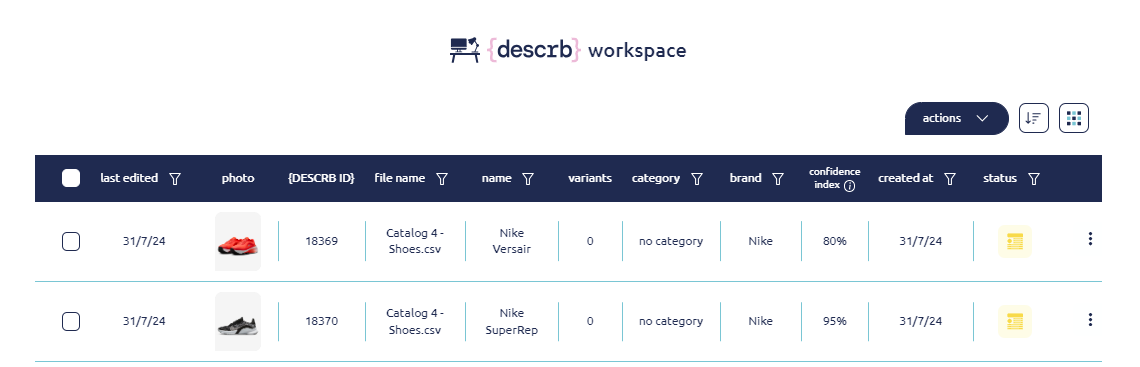 {descrb} workspace
actions
last edited photo {DESCRB ID} file name name variants category brand confidence index created at status
31/7/24 18369 Catalog 4 - Shoes.csv Nike Versair 0 no category Nike 80% 31/7/24
31/7/24 18370 Catalog 4 - Shoes.csv Nike SuperRep 0 no category Nike 95% 31/7/24